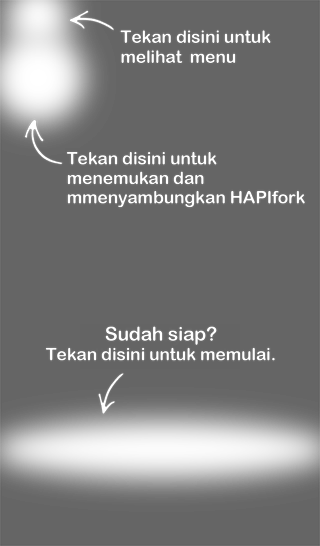 Tekan disini untuk
melihat menu
Tekan disini untuk
menemukan dan
mmenyambungkan HAPIfork
Sudah siap?
Tekan disini untuk memulai.